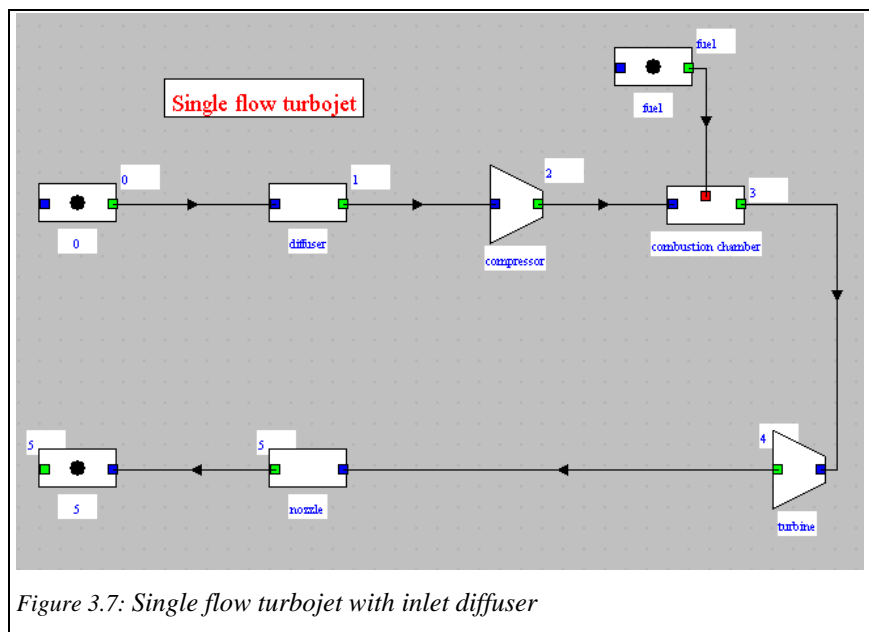 fuel
fuel
Single flow turbojet
0
0
1
diffuser
2
compressor
3
combustion chamber
5
5
5
nozzle
4
turbine
Figure 3.7: Single flow turbojet with inlet diffuser